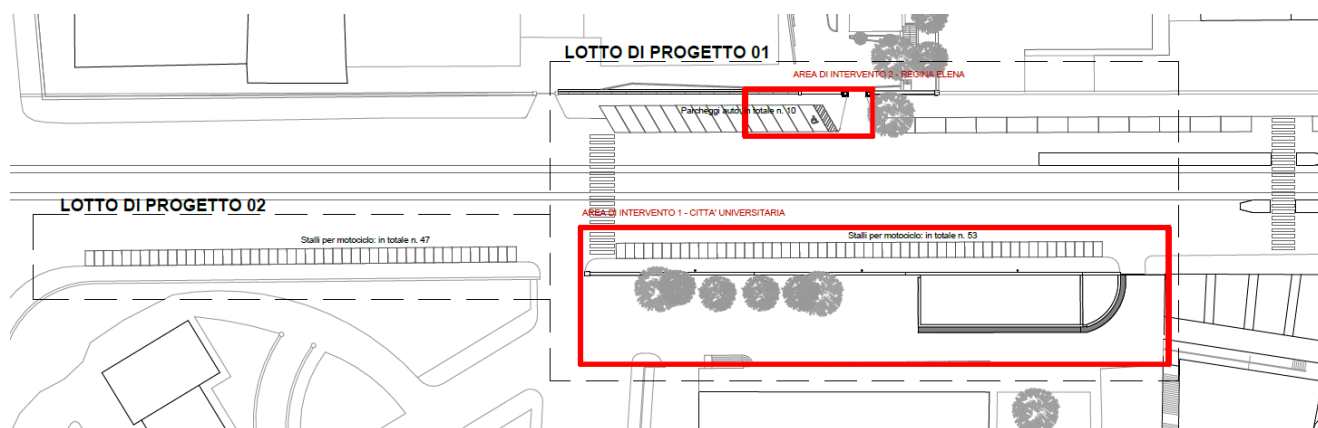 LOTTO DI PROGETTO 01
AREA DI INTERVENTO 2 - REGINA ELENA
Parcheggi auto: in totale n. 10
LOTTO DI PROGETTO 02
AREA DI INTERVENTO 1 - CITTA' UNIVERSITARIA
Stalli per motociclo: in totale n. 47
Stalli per motociclo: in totale n. 53